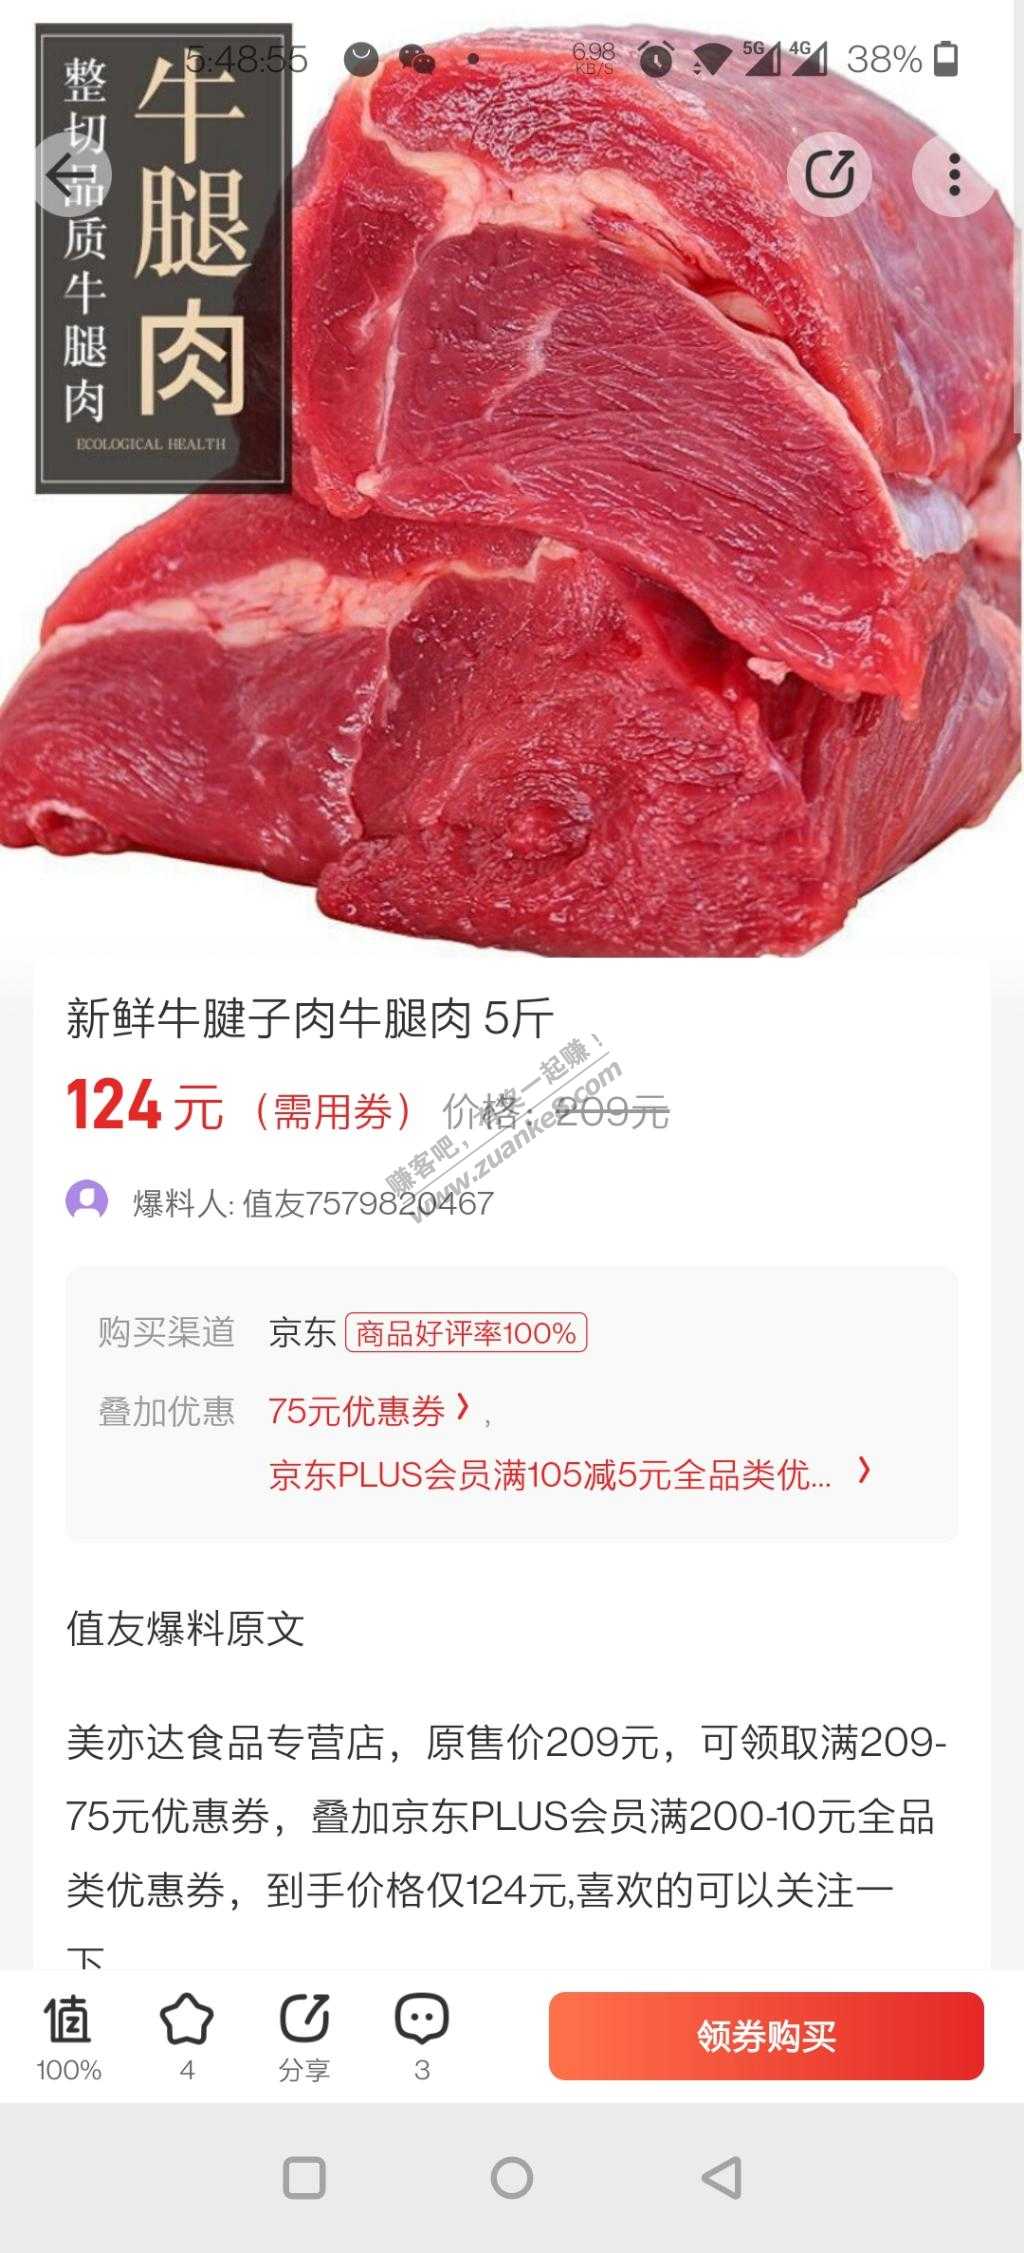 5:48:55
6.98
KB/S
5G
4G
38%
牛腿肉
整切品质牛腿肉
ECOLOGICAL HEALTH
新鲜牛腱子肉牛腿肉 5斤
124元（需用券） 价格：209元
赚客吧，有奖一起赚！
www.zuanke8.com
爆料人: 值友7579820467
购买渠道 京东 商品好评率100%
叠加优惠 75元优惠券 》,
京东PLUS会员满105减5元全品类优... 》
值友爆料原文
美亦达食品专营店，原售价209元，可领取满209-
75元优惠券，叠加京东PLUS会员满200-10元全品
类优惠券，到手价格仅124元,喜欢的可以关注一
下
值
100%
4
分享
3
领券购买